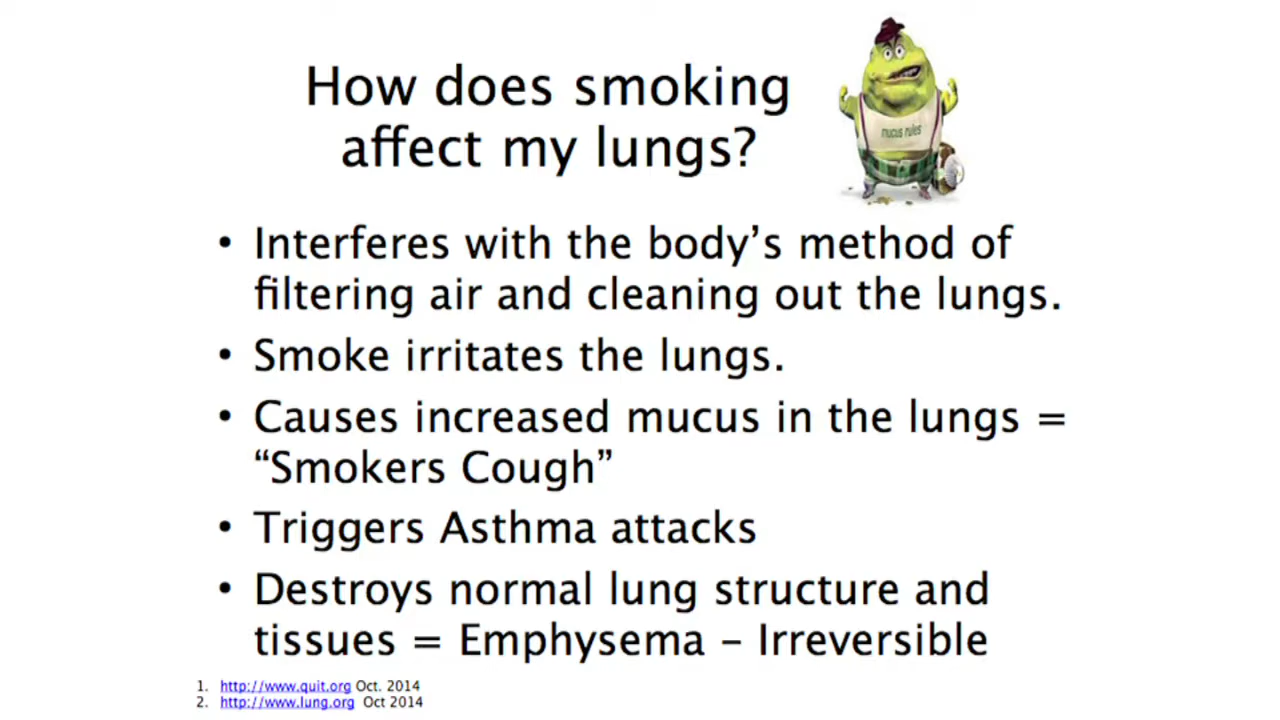 How does smoking
affect my lungs?
mucus rules
• Interferes with the body’s method of
filtering air and cleaning out the lungs.
• Smoke irritates the lungs.
• Causes increased mucus in the lungs =
“Smokers Cough”
• Triggers Asthma attacks
• Destroys normal lung structure and
tissues = Emphysema – Irreversible
1. http://www.quit.org Oct. 2014
2. http://www.lung.org Oct 2014